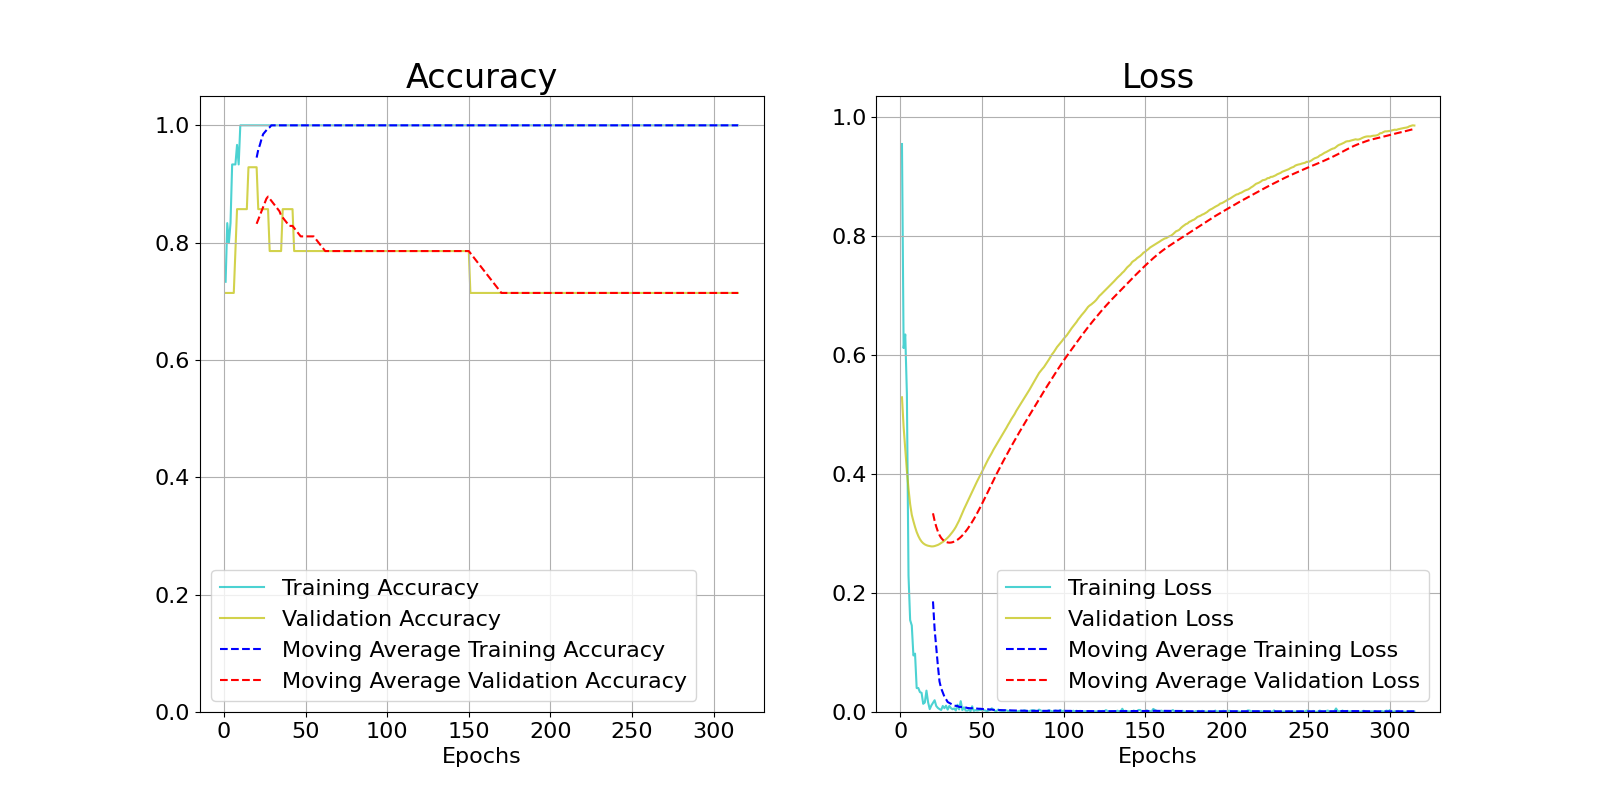 Accuracy
1.0
0.8
0.6
0.4
0.2
0.0
Training Accuracy
Validation Accuracy
Moving Average Training Accuracy
Moving Average Validation Accuracy
0 50 100 150 200 250 300
Epochs
Loss
1.0
0.8
0.6
0.4
0.2
0.0
Training Loss
Validation Loss
Moving Average Training Loss
Moving Average Validation Loss
0 50 100 150 200 250 300
Epochs